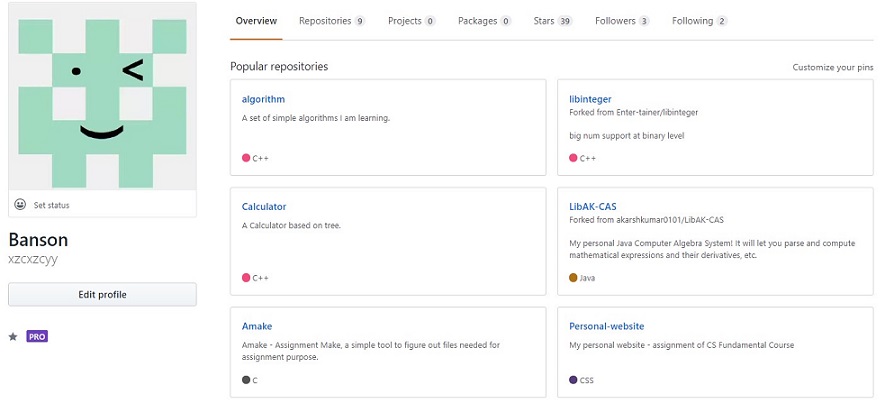 Overview Repositories 9 Projects 0 Packages 0 Stars 39 Followers 3 Following 2
Popular repositories Customize your pins
algorithm
A set of simple algorithms I am learning.
C++
libinteger
Forked from Enter-tainer/libinteger
big num support at binary level
C++
Set status
Banson
xzcxzcyy
Edit profile
PRO
Calculator
A Calculator based on tree.
C++
LibAK-CAS
Forked from akarshkumar0101/LibAK-CAS
My personal Java Computer Algebra System! It will let you parse and compute
mathematical expressions and their derivatives, etc.
Java
Amake
Amake - Assignment Make, a simple tool to figure out files needed for
assignment purpose.
C
Personal-website
My personal website - assignment of CS Fundamental Course
CSS